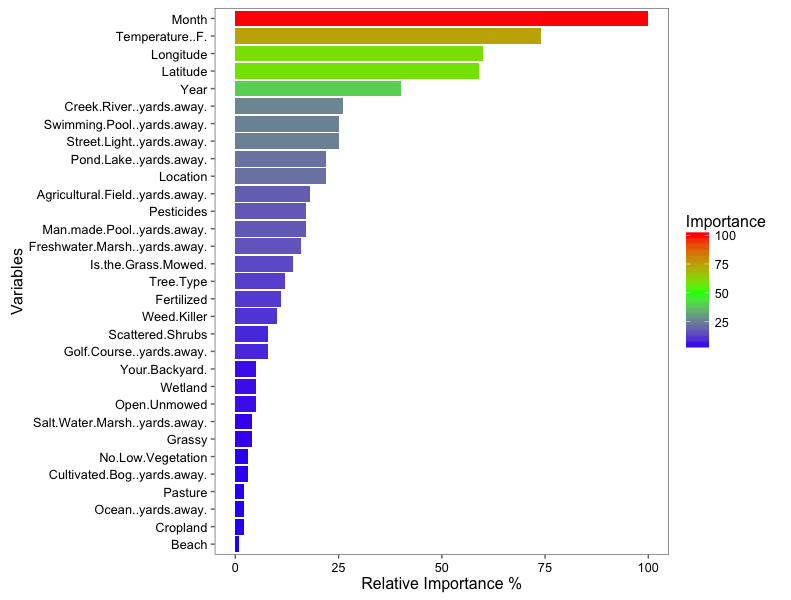 Month
Temperature..F.
Longitude
Latitude
Year
Creek.River..yards.away.
Swimming.Pool..yards.away.
Street.Light..yards.away.
Pond.Lake..yards.away.
Location
Agricultural.Field..yards.away.
Pesticides
Man.made.Pool..yards.away.
Freshwater.Marsh..yards.away.
Is.the.Grass.Mowed.
Tree.Type
Fertilized
Weed.Killer
Scattered.Shrubs
Golf.Course..yards.away.
Your.Backyard.
Wetland
Open.Unmowed
Salt.Water.Marsh..yards.away.
Grassy
No.Low.Vegetation
Cultivated.Bog..yards.away.
Pasture
Ocean..yards.away.
Cropland
Beach
Variables
0 25 50 75 100
Relative Importance %
Importance
100
75
50
25